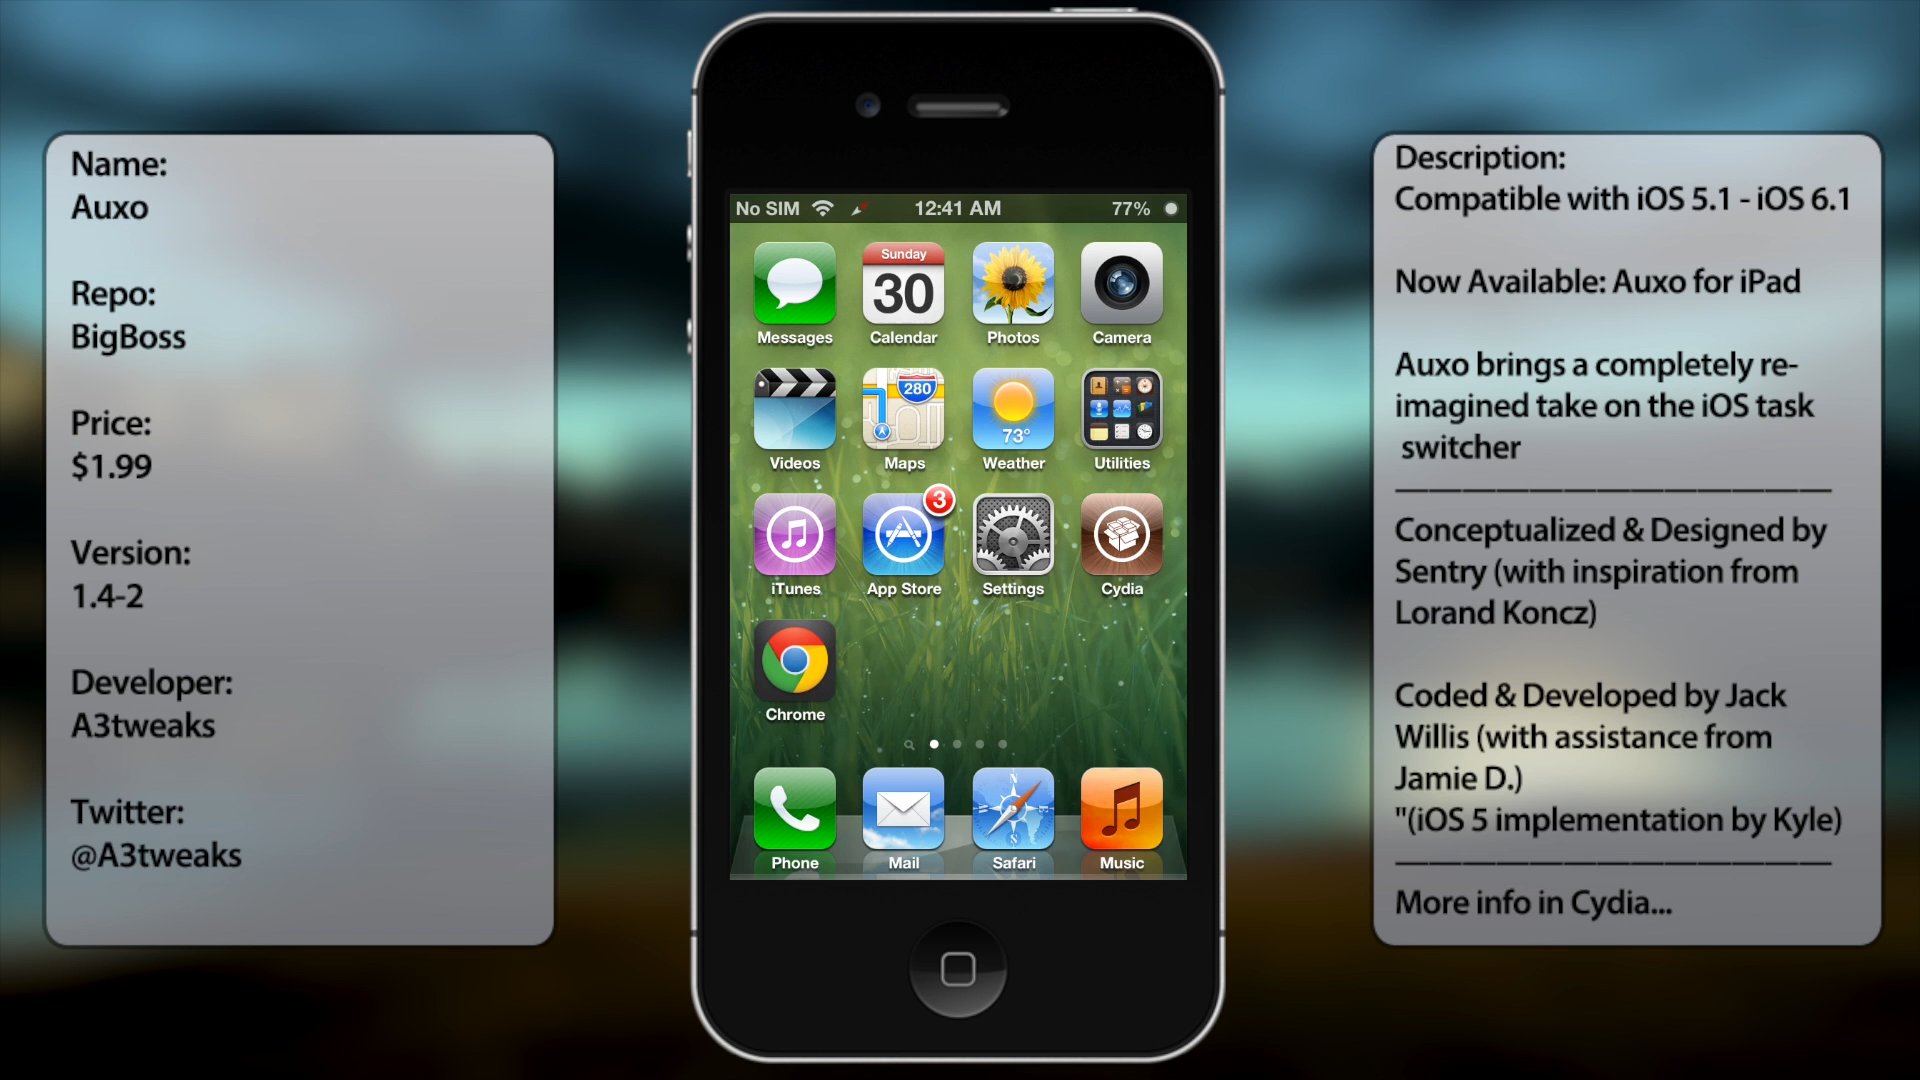 Name:
Auxo
Repo:
BigBoss
Price:
$1.99
Version:
1.4-2
Developer:
A3tweaks
Twitter:
@A3tweaks
No SIM 12:41 AM 77%
Sunday
30
Messages Calendar Photos Camera
280
73°
Videos Maps Weather Utilities
3
iTunes App Store Settings Cydia
Chrome
N
S
Phone Mail Safari Music
Description:
Compatible with iOS 5.1 - iOS 6.1
Now Available: Auxo for iPad
Auxo brings a completely re-
imagined take on the iOS task
switcher
Conceptualized & Designed by
Sentry (with inspiration from
Lorand Koncz)
Coded & Developed by Jack
Willis (with assistance from
Jamie D.)
"(iOS 5 implementation by Kyle)
More info in Cydia...